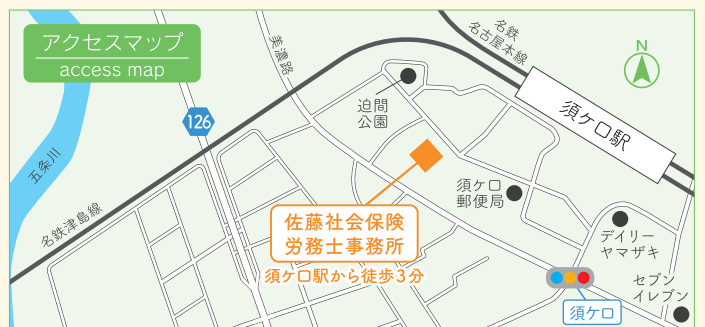 アクセスマップ
access map
美濃路
名鉄
名古屋本線
N
須ケ口駅
迫間
公園
126
五条川
名鉄津島線
須ケ口
郵便局
佐藤社会保険
労務士事務所
須ケ口駅から徒歩3分
デイリー
ヤマザキ
セブン
イレブン
須ケ口